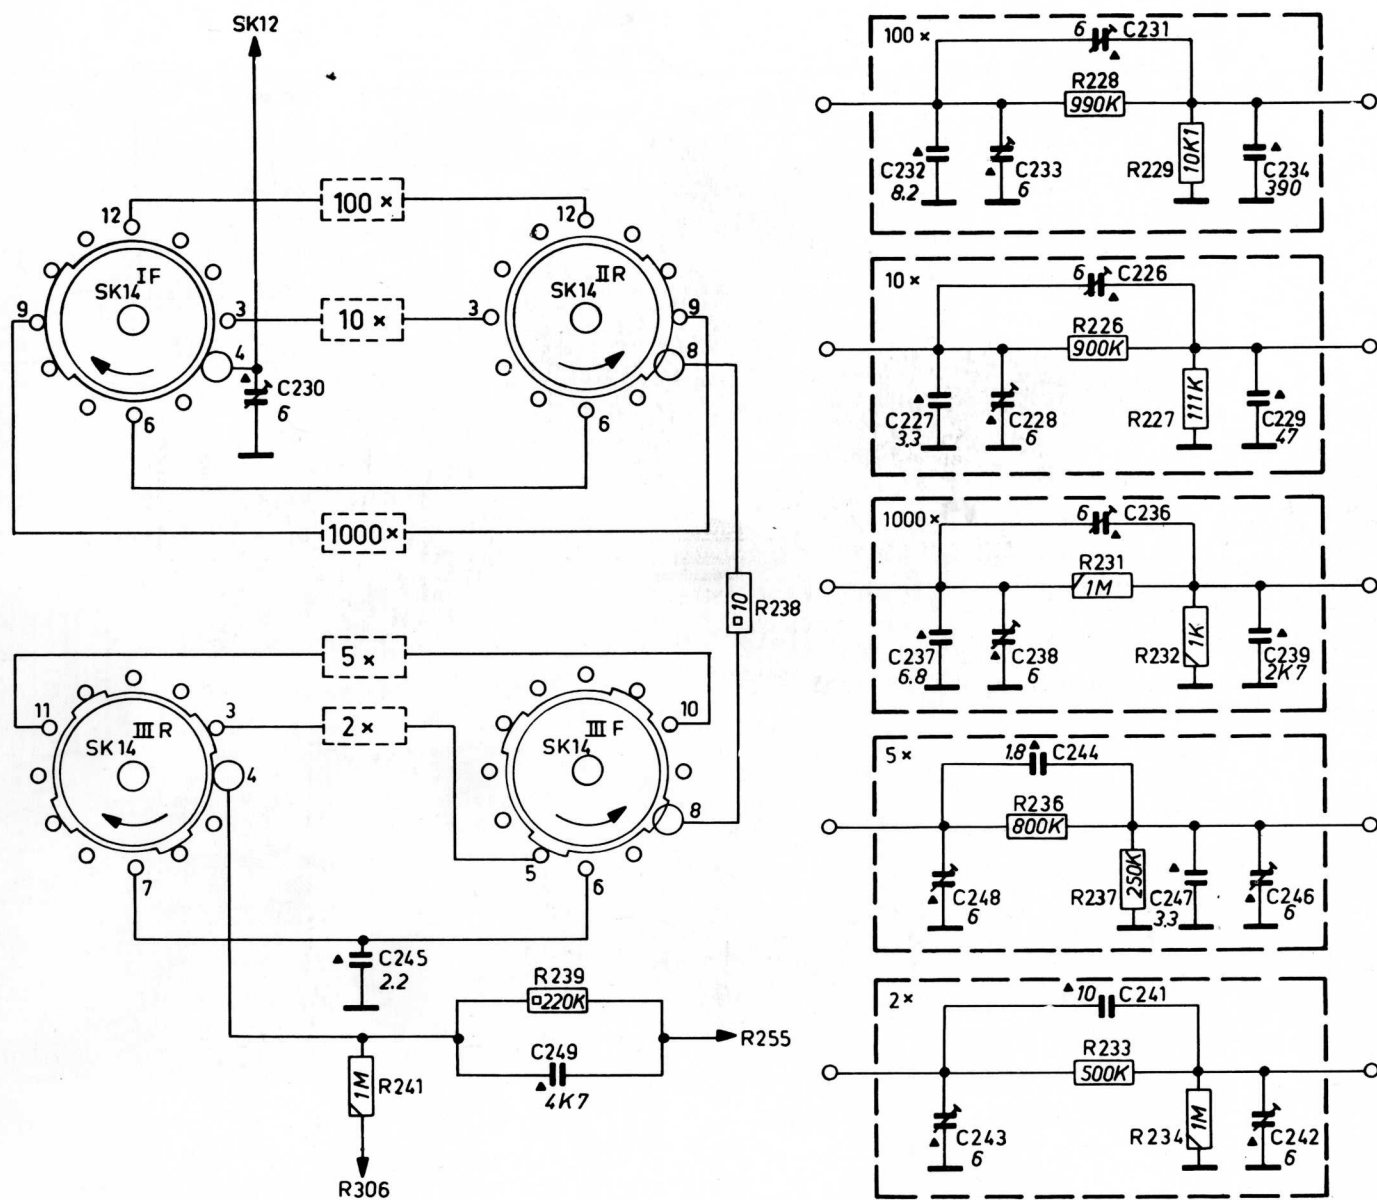 SK12
100 ×
12
12
I F
SK14
II R
SK14
9
3
10 ×
3
9
4
8
C230
6
6
6
1000 ×
10
R238
5 ×
11
III R
SK14
3
2 ×
III F
SK14
10
4
8
7
5
6
C245
2.2
R239
220K
C249
4K7
R255
1M
R241
R306
100 ×
6
C231
R228
990K
C232
8.2
C233
6
R229
10K1
C234
390
10 ×
6
C226
R226
900K
C227
3.3
C228
6
R227
111K
C229
47
1000 ×
6
C236
R231
1M
C237
6.8
C238
6
R232
1K
C239
2K7
5 ×
1.8
C244
R236
800K
C248
6
R237
250K
C247
3.3
C246
6
2 ×
10
C241
R233
500K
C243
6
R234
1M
C242
6